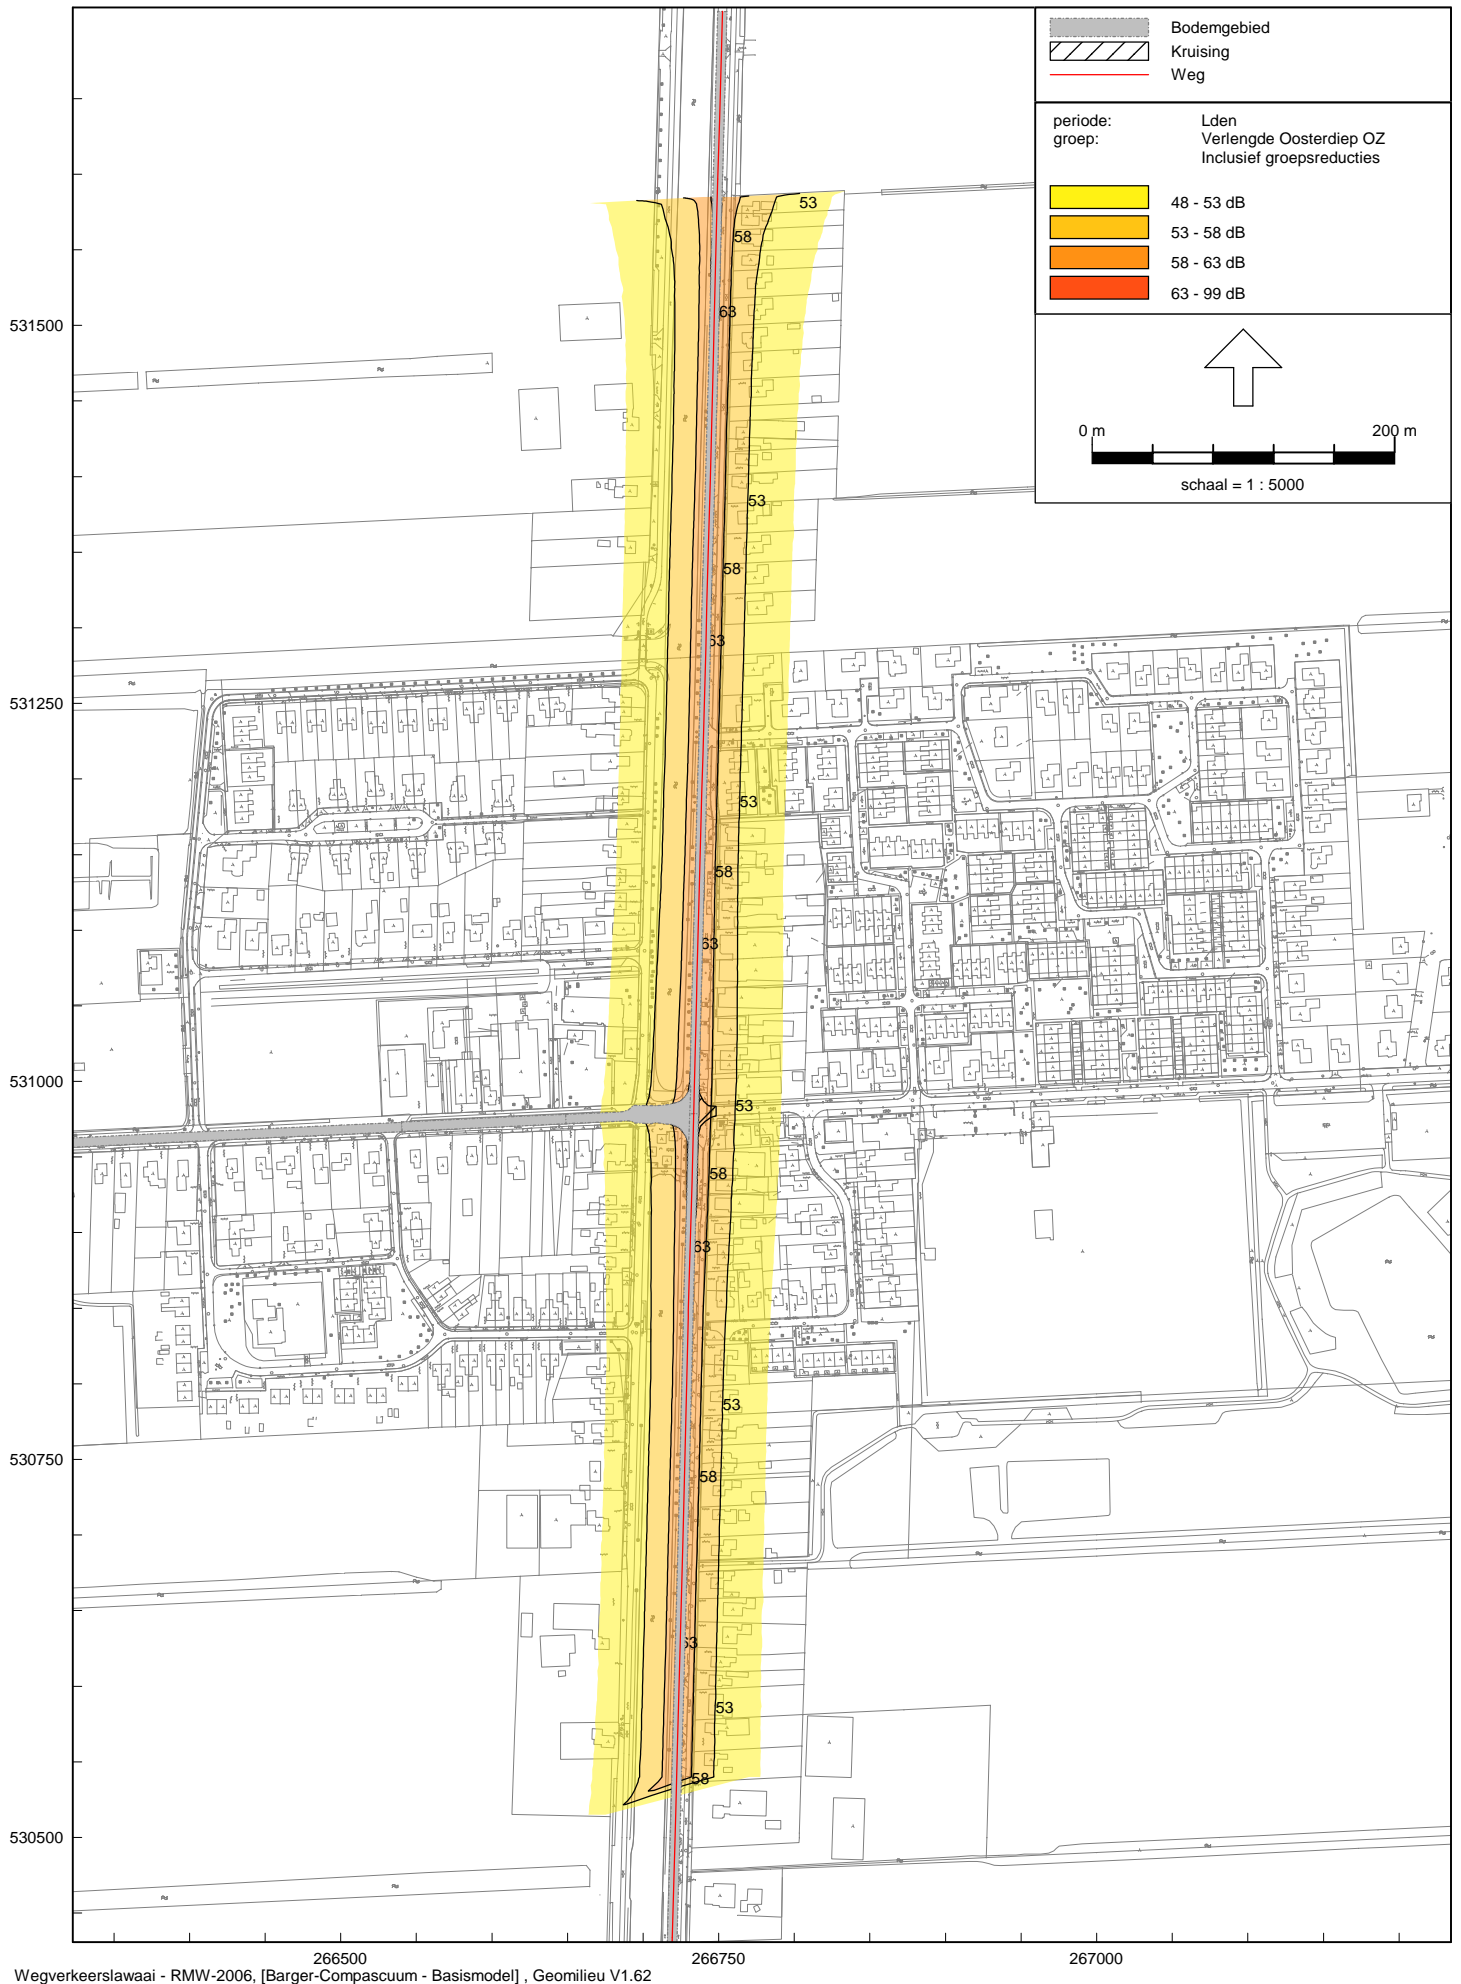 Bodemgebied
Kruising
Weg
periode: Lden
groep: Verlengde Oosterdiep OZ
Inclusief groepsreducties
48 - 53 dB
53 - 58 dB
58 - 63 dB
63 - 99 dB
0 m 200 m
schaal = 1 : 5000
53
58
63
531500
53
58
63
531250
53
58
63
531000
53
58
63
53
530750
58
63
53
58
530500
266500 266750 267000
Wegverkeerslawaai - RMW-2006, [Barger-Compascuum - Basismodel] , Geomilieu V1.62